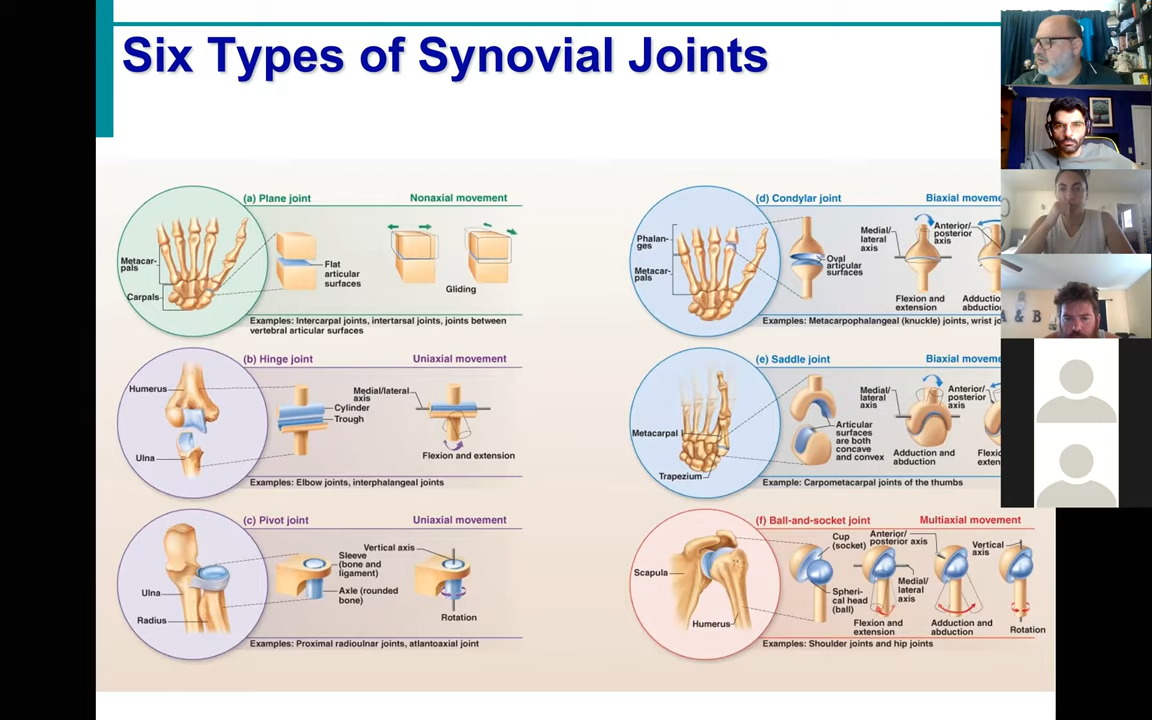 Six Types of Synovial Joints
(a) Plane joint
Nonaxial movement
Metacar-
pals
Carpals
Flat
articular
surfaces
Gliding
Examples: Intercarpal joints, intertarsal joints, joints between
vertebral articular surfaces
(b) Hinge joint
Uniaxial movement
Humerus
Ulna
Cylinder
Trough
Medial/lateral
axis
Flexion and extension
Examples: Elbow joints, interphalangeal joints
(c) Pivot joint
Uniaxial movement
Ulna
Radius
Sleeve
(bone and
ligament)
Axle (rounded
bone)
Vertical axis
Rotation
Examples: Proximal radioulnar joints, atlantoaxial joint
(d) Condylar joint
Biaxial moveme
Phalan-
ges
Metacar-
pals
Oval
articular
surfaces
Medial/
lateral
axis
Anterior/
posterior
axis
Flexion and
extension
Adduction
abduction
Examples: Metacarpophalangeal (knuckle) joints, wrist jo
(e) Saddle joint
Biaxial moveme
Metacarpal
Trapezium
Articular
surfaces
are both
concave
and convex
Medial/
lateral
axis
Anterior/
posterior
axis
Adduction and
abduction
Flexio
exten
Example: Carpometacarpal joints of the thumbs
(f) Ball-and-socket joint
Multiaxial movement
Scapula
Humerus
Cup
(socket)
Spheri-
cal head
(ball)
Anterior/
posterior axis
Medial/
lateral
axis
Vertical
axis
Flexion and
extension
Adduction and
abduction
Rotation
Examples: Shoulder joints and hip joints
A & B